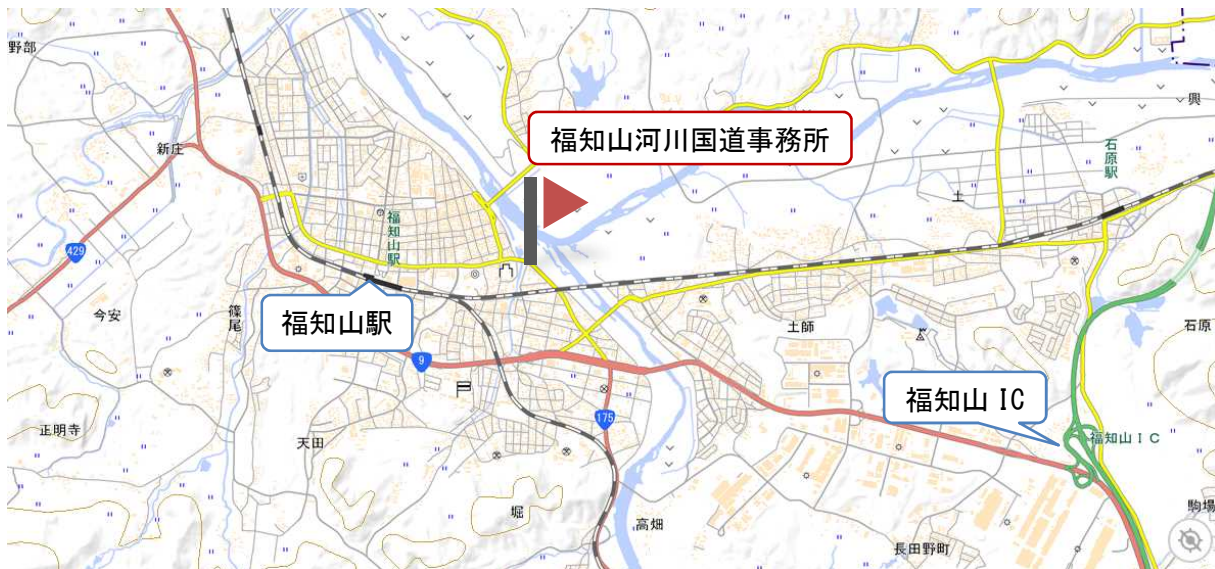 野部
興
福知山河川国道事務所
新庄
石原駅
土
福知山駅
429
福知山駅
今安
篠尾
土師
石原
9
福知山 IC
175
福知山ＩＣ
正明寺
天田
堀
高畑
駒場
長田野町